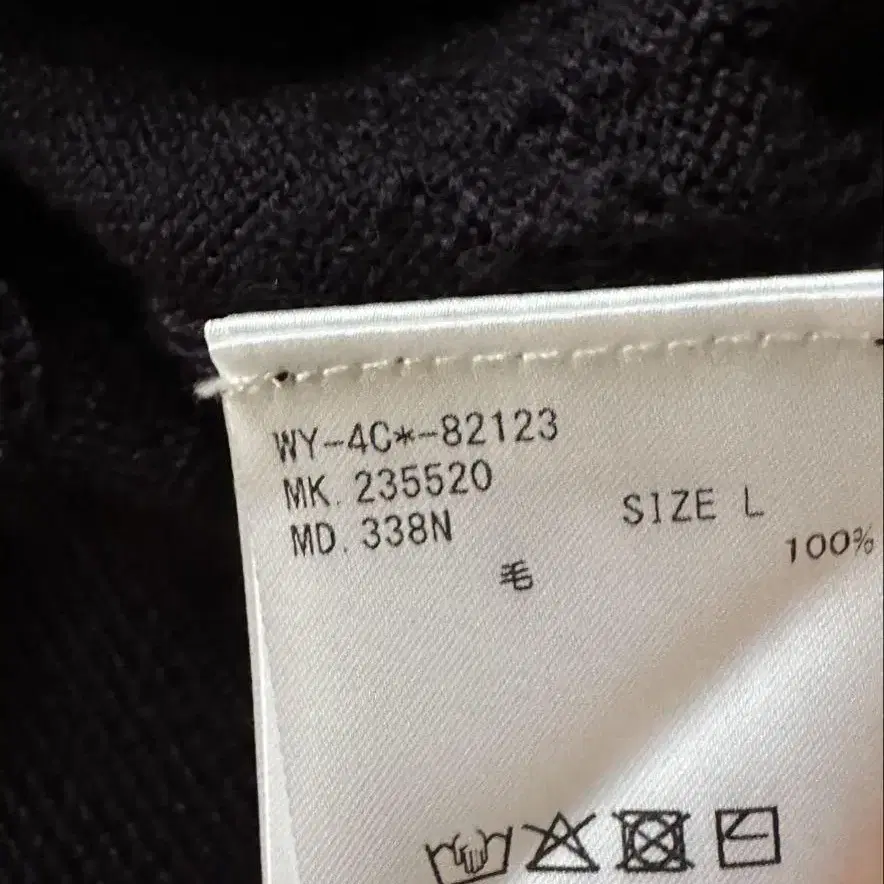 WY-4C*-82123
MK. 235520
MD. 338N
SIZE L
毛 100%